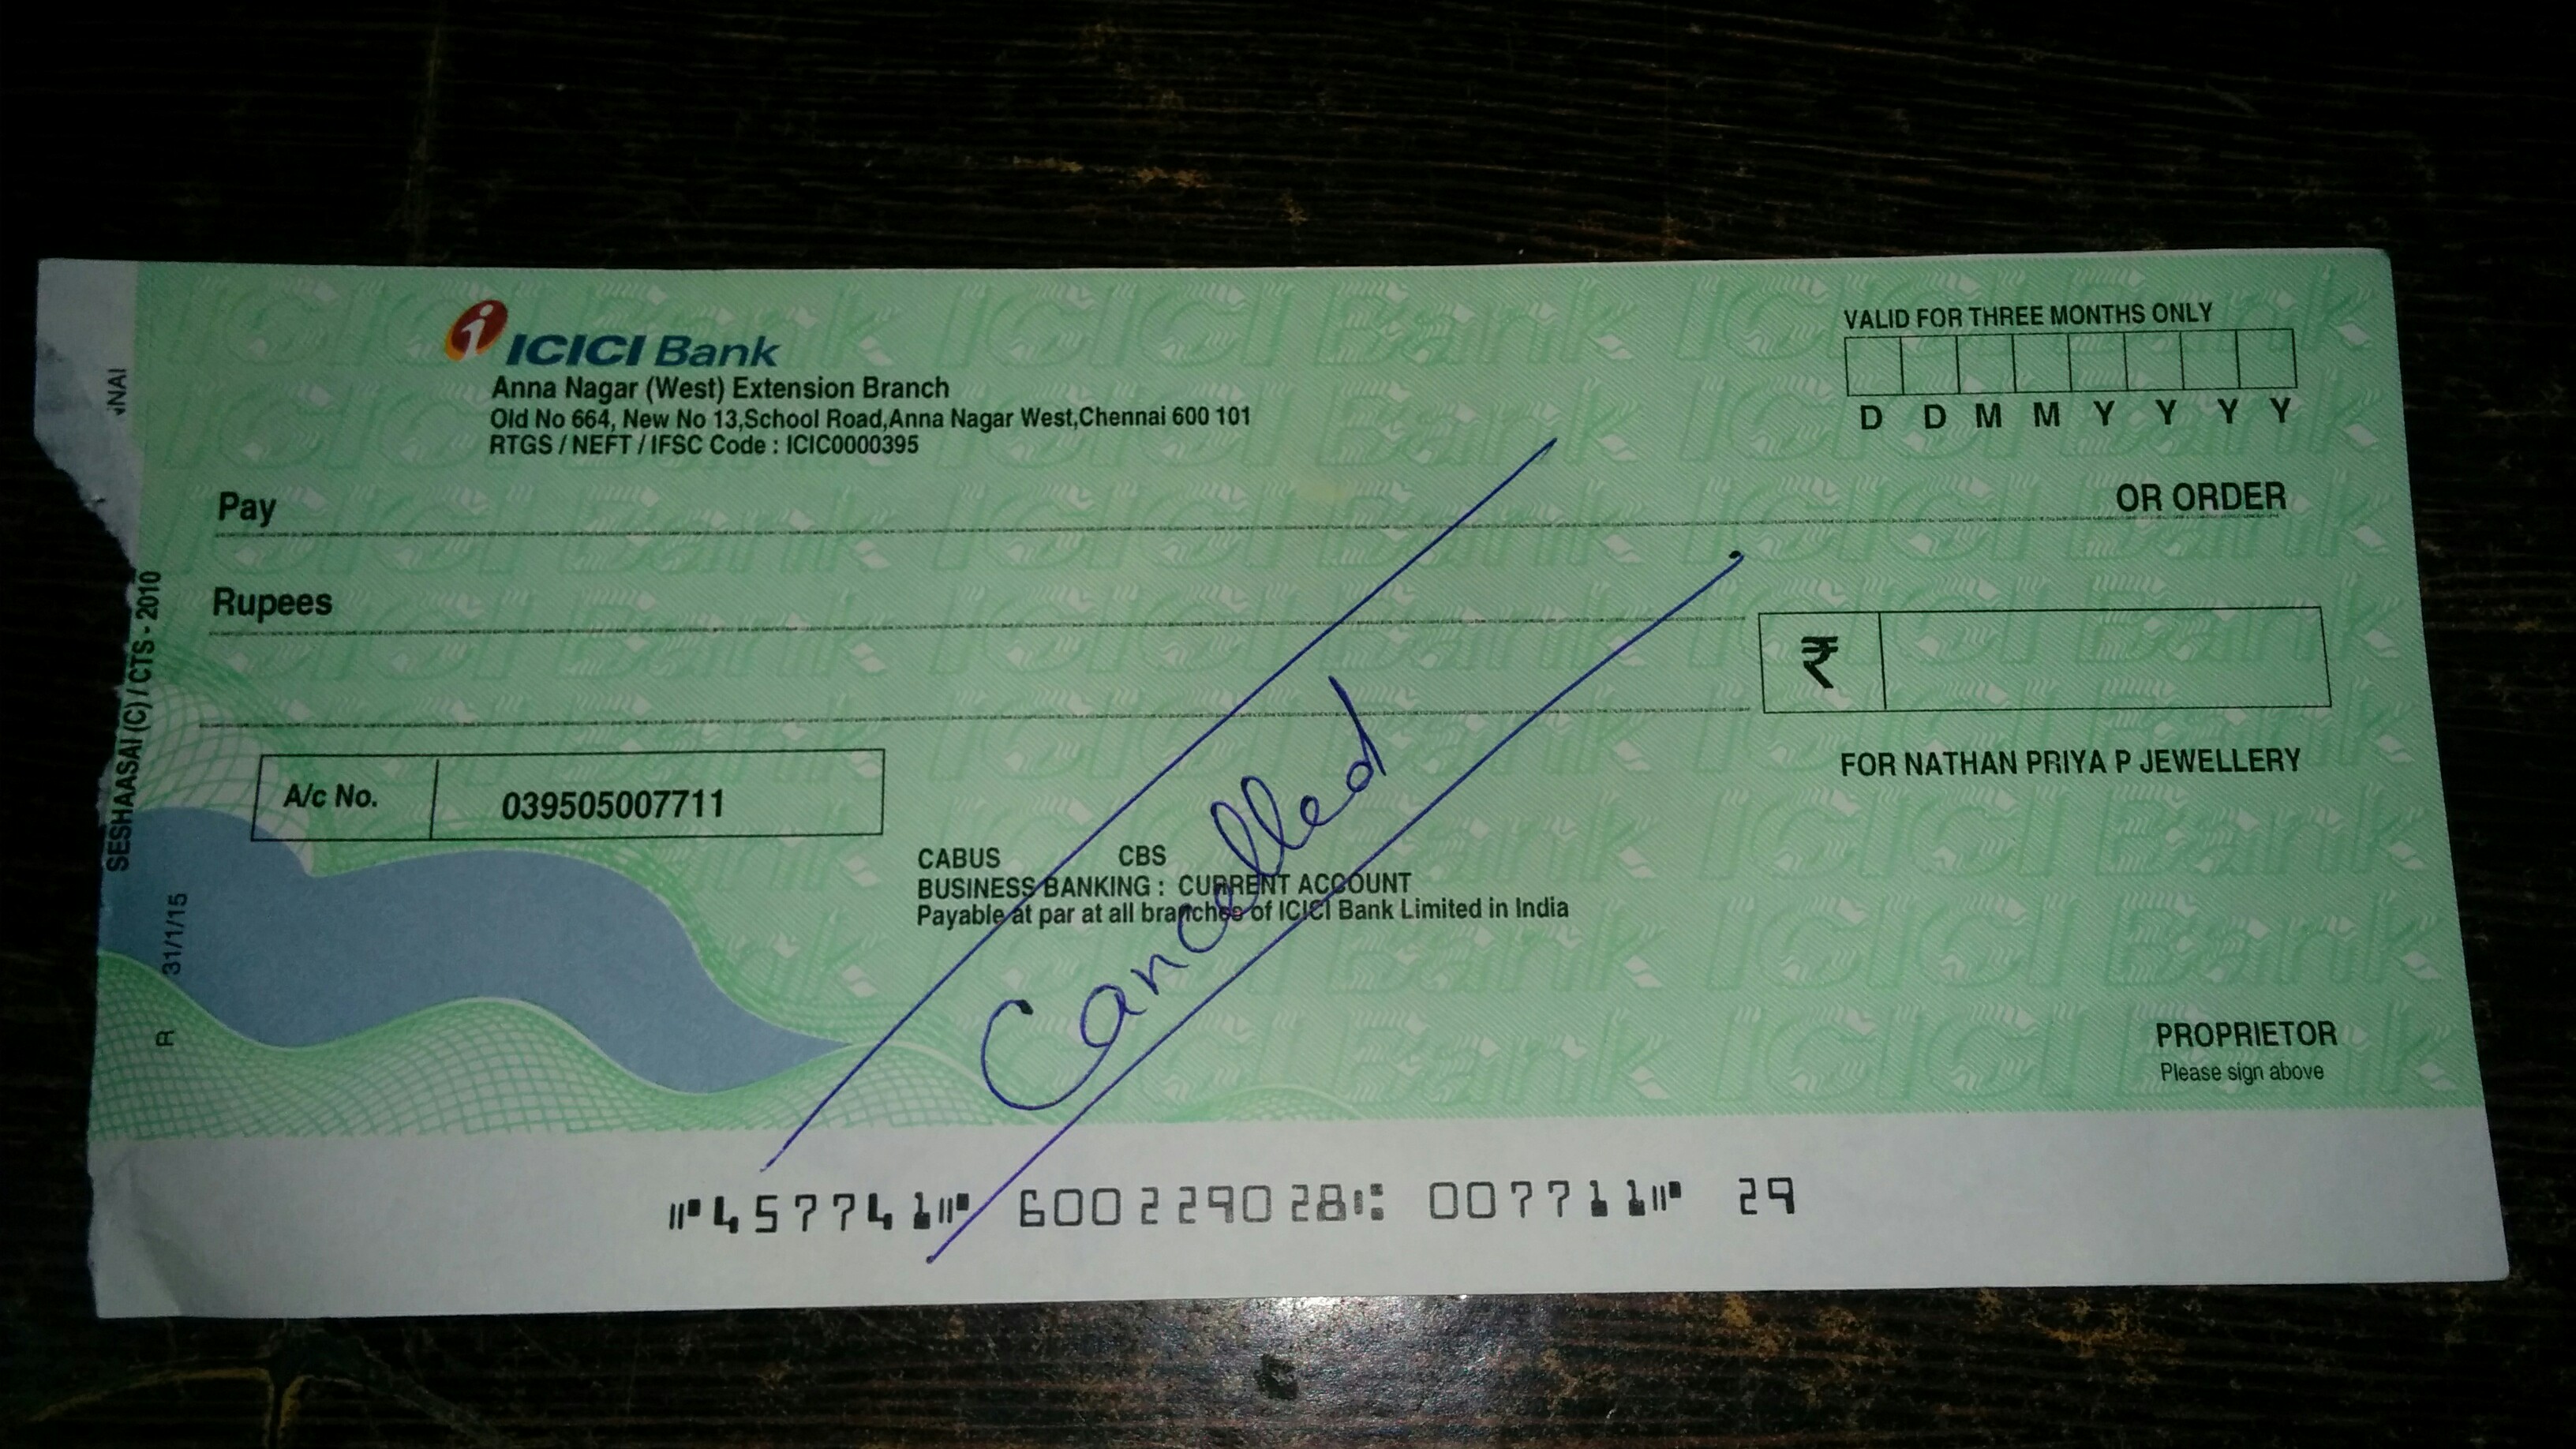 ICICI Bank
Anna Nagar (West) Extension Branch
Old No 664, New No 13,School Road,Anna Nagar West,Chennai 600 101
RTGS / NEFT / IFSC Code : ICIC0000395
VALID FOR THREE MONTHS ONLY
D D M M Y Y Y Y
Pay
OR ORDER
Rupees
₹
A/c No. 039505007711
FOR NATHAN PRIYA P JEWELLERY
CABUS CBS
BUSINESS BANKING : CURRENT ACCOUNT
Payable at par at all branches of ICICI Bank Limited in India
Cancelled
PROPRIETOR
Please sign above
⑈457741⑈ 600229028⑆ 007711⑈ 29
SESHAASAI (C) / CTS - 2010
R 31/1/15